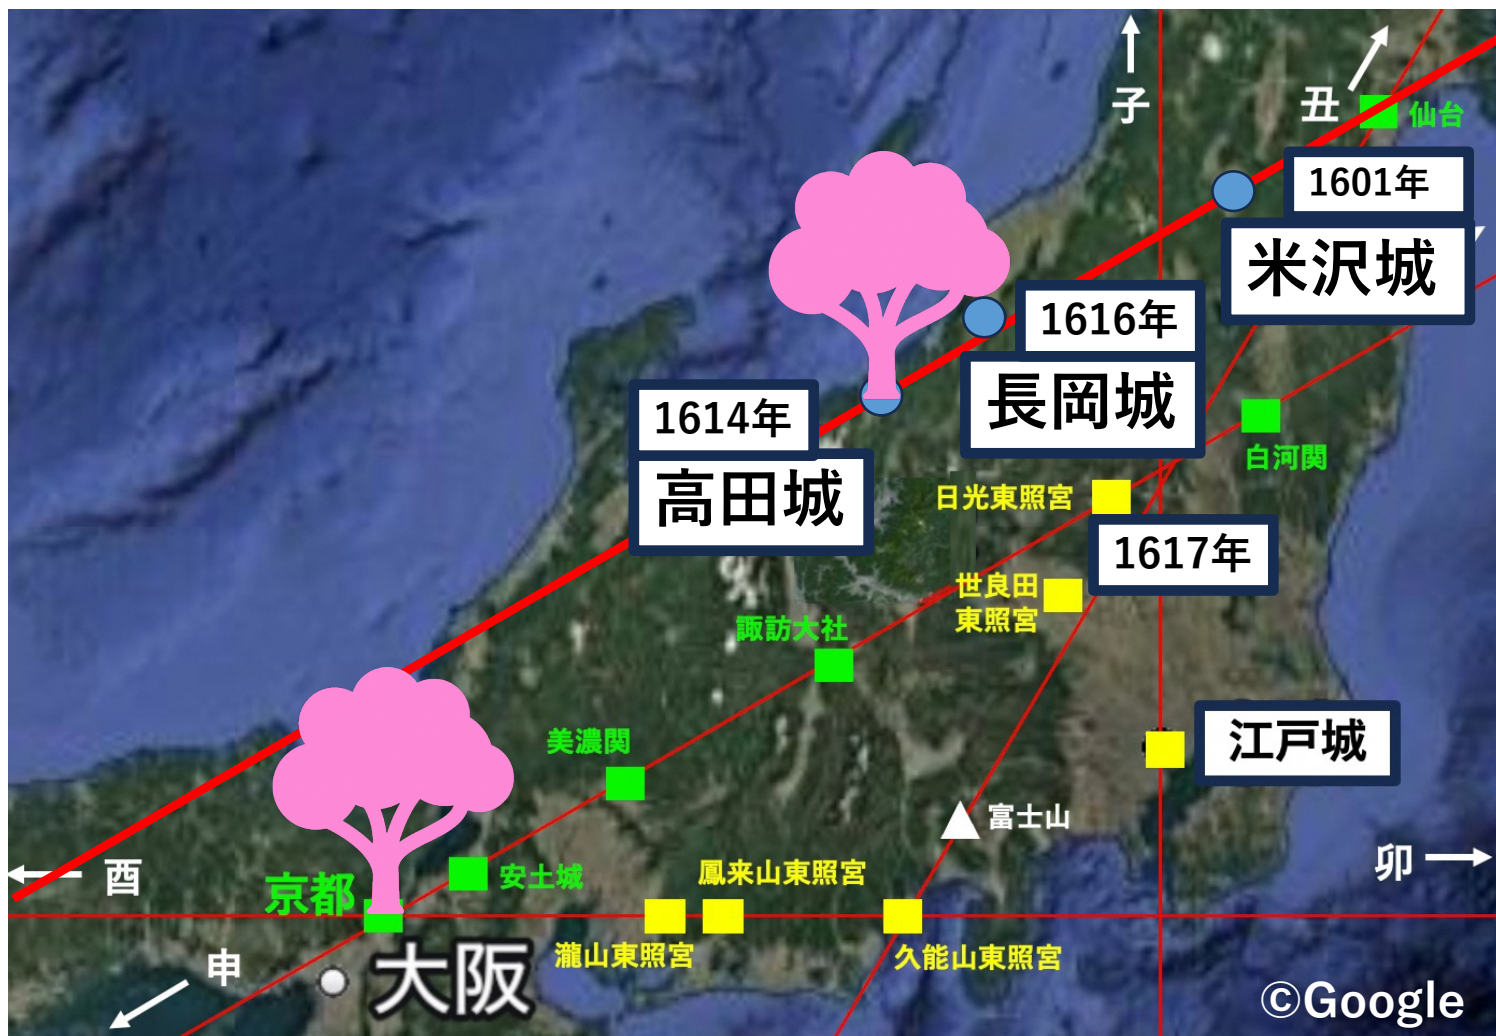 子
丑
仙台
1601年
米沢城
1616年
長岡城
1614年
高田城
白河関
日光東照宮
1617年
世良田
東照宮
諏訪大社
江戸城
美濃関
富士山
卯
酉
京都
安土城
鳳来山東照宮
瀧山東照宮
久能山東照宮
申
大阪
©Google